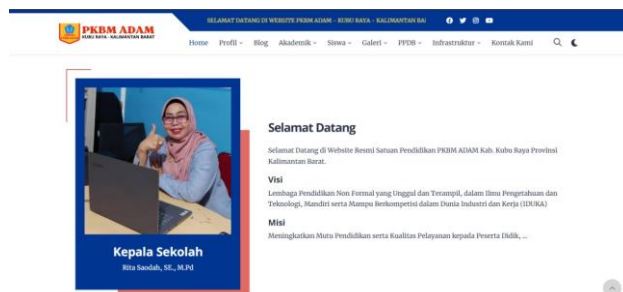 SELAMAT DATANG DI WEBSITE PKBM ADAM - KUBU RAYA - KALIMANTAN BA
PKBM ADAM
KUBU RAYA - KALIMANTAN BARAT
Home Profil Blog Akademik Siswa Galeri PPDB Infrastruktur Kontak Kami
Selamat Datang
Selamat Datang di Website Resmi Satuan Pendidikan PKBM ADAM Kab. Kubu Raya Provinsi
Kalimantan Barat.
Visi
Lembaga Pendidikan Non Formal yang Unggul dan Terampil, dalam Ilmu Pengetahuan dan
Teknologi, Mandiri serta Mampu Berkompetisi dalam Dunia Industri dan Kerja (IDUKA)
Misi
Meningkatkan Mutu Pendidikan serta Kualitas Pelayanan kepada Peserta Didik, ...
Kepala Sekolah
Rita Saodah, SE., M.Pd